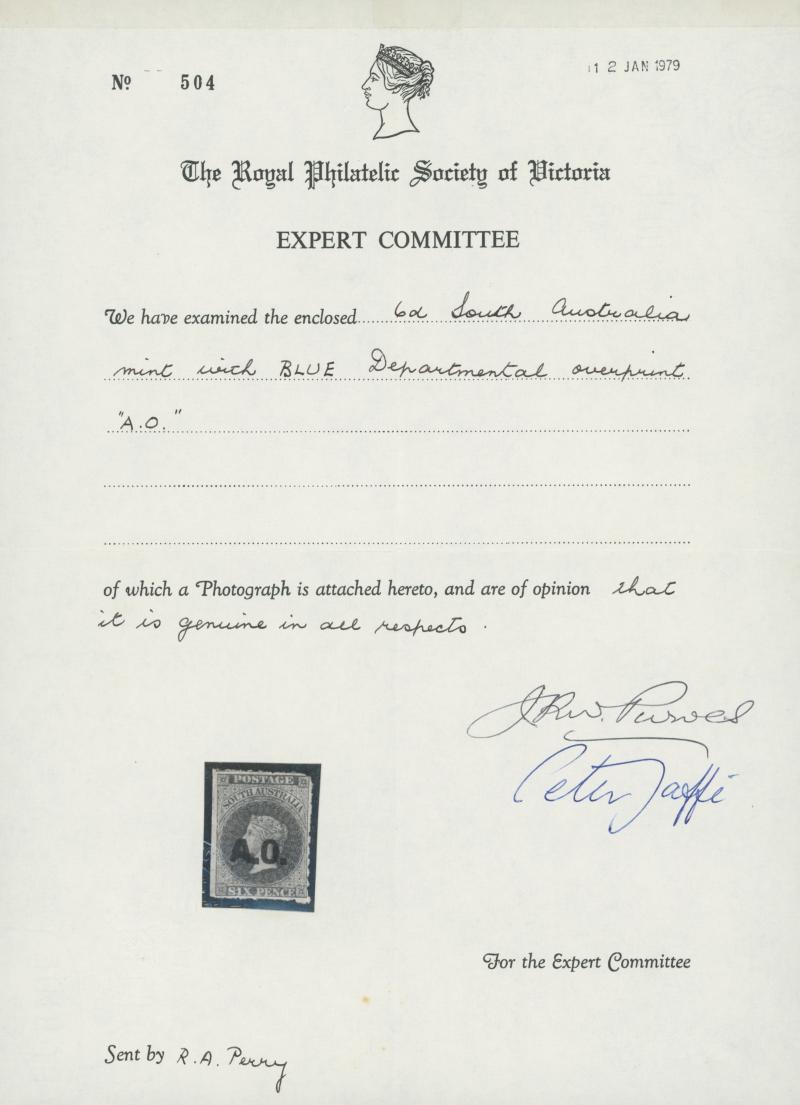 No. 504
12 JAN 1979
The Royal Philatelic Society of Victoria
EXPERT COMMITTEE
We have examined the enclosed 6d South Australia
mint with BLUE Departmental overprint
"A.O."
of which a Photograph is attached hereto, and are of opinion that
it is genuine in all respects.
J.R.W. Purves
Peter Jaffé
POSTAGE
SOUTH AUSTRALIA
A.O.
SIX PENCE
For the Expert Committee
Sent by R.A. Perry